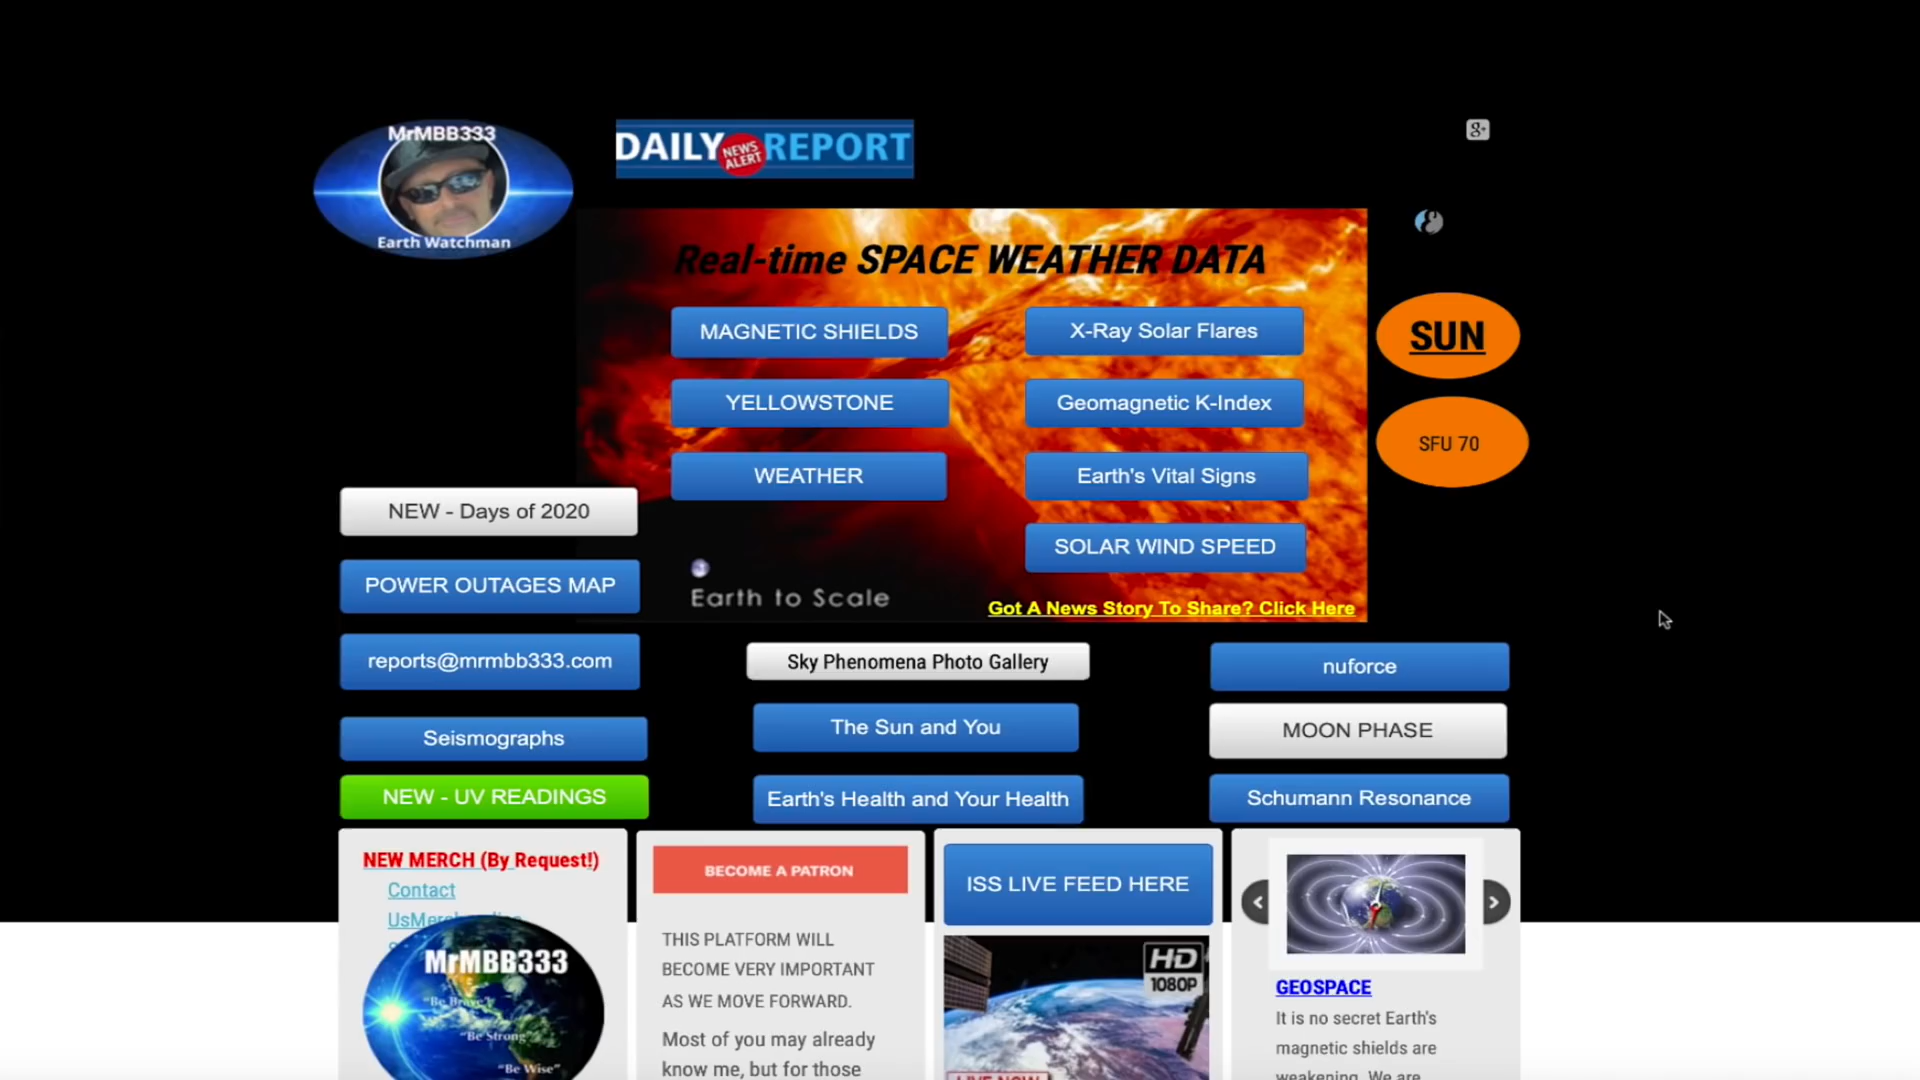 MrMBB333
Earth Watchman
DAILY NEWS ALERT REPORT
g+
Real-time SPACE WEATHER DATA
MAGNETIC SHIELDS
X-Ray Solar Flares
SUN
YELLOWSTONE
Geomagnetic K-Index
SFU 70
WEATHER
Earth's Vital Signs
NEW - Days of 2020
SOLAR WIND SPEED
POWER OUTAGES MAP
Earth to Scale
Got A News Story To Share? Click Here
reports@mrmbb333.com
Sky Phenomena Photo Gallery
nuforce
Seismographs
The Sun and You
MOON PHASE
NEW - UV READINGS
Earth's Health and Your Health
Schumann Resonance
NEW MERCH (By Request!)
Contact
MrMBB333
"Be Brave"
"Be Strong"
"Be Wise"
BECOME A PATRON
THIS PLATFORM WILL
BECOME VERY IMPORTANT
AS WE MOVE FORWARD.
Most of you may already
know me, but for those
ISS LIVE FEED HERE
HD
1080P
LIVE NOW
GEOSPACE
It is no secret Earth's
magnetic shields are
weakening. We are